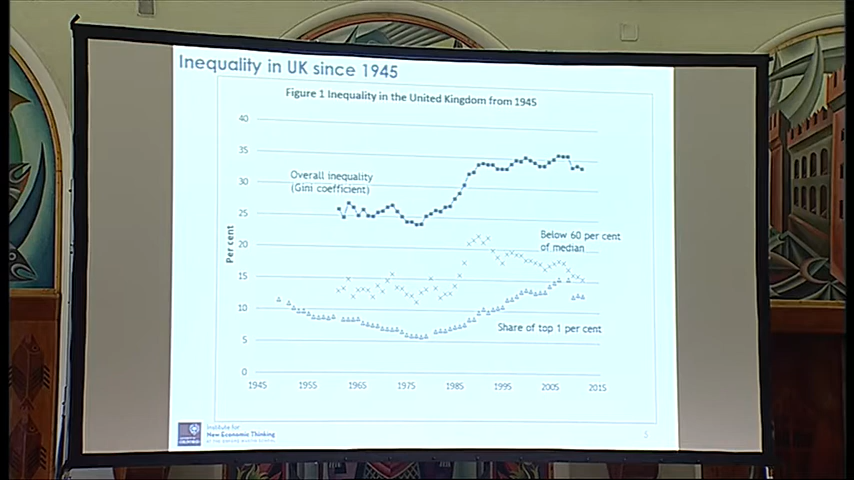 Inequality in UK since 1945
Figure 1 Inequality in the United Kingdom from 1945
40
35
30
25
20
15
10
5
0
Per cent
Overall inequality
(Gini coefficient)
Below 60 per cent
of median
Share of top 1 per cent
1945 1955 1965 1975 1985 1995 2005 2015
Institute for
New Economic Thinking
5